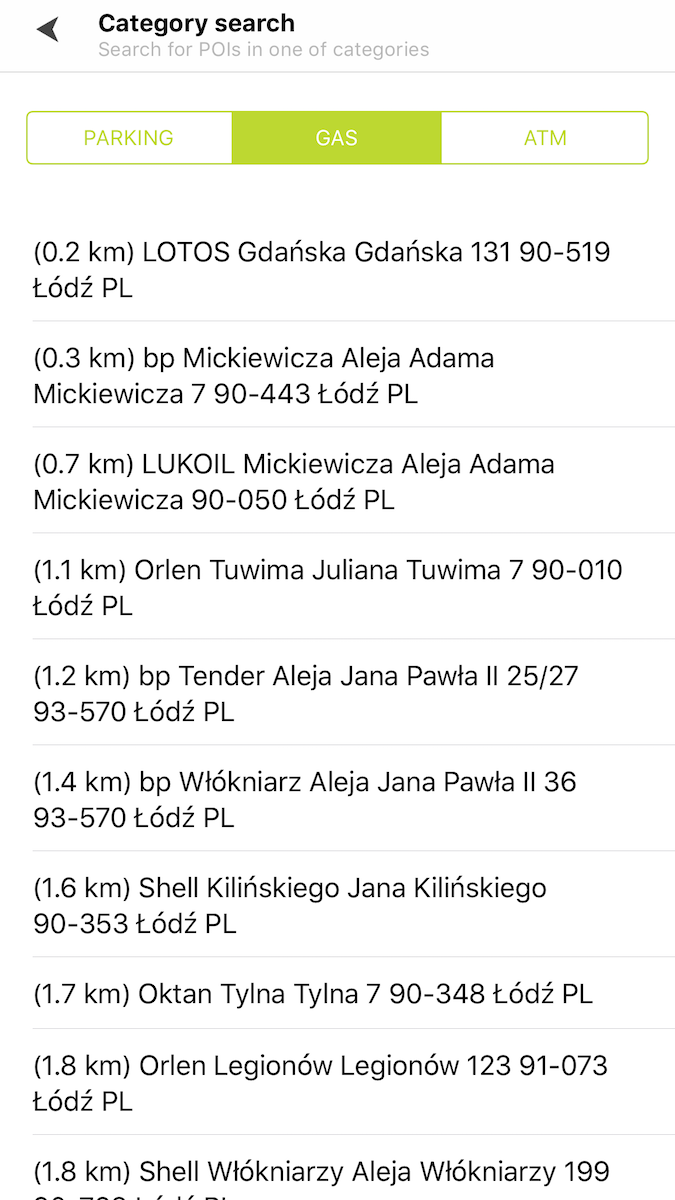 Category search
Search for POIs in one of categories
PARKING
GAS
ATM
(0.2 km) LOTOS Gdańska Gdańska 131 90-519
Łódź PL
(0.3 km) bp Mickiewicza Aleja Adama
Mickiewicza 7 90-443 Łódź PL
(0.7 km) LUKOIL Mickiewicza Aleja Adama
Mickiewicza 90-050 Łódź PL
(1.1 km) Orlen Tuwima Juliana Tuwima 7 90-010
Łódź PL
(1.2 km) bp Tender Aleja Jana Pawła II 25/27
93-570 Łódź PL
(1.4 km) bp Włókniarz Aleja Jana Pawła II 36
93-570 Łódź PL
(1.6 km) Shell Kilińskiego Jana Kilińskiego
90-353 Łódź PL
(1.7 km) Oktan Tylna Tylna 7 90-348 Łódź PL
(1.8 km) Orlen Legionów Legionów 123 91-073
Łódź PL
(1.8 km) Shell Włókniarzy Aleja Włókniarzy 199
Łódź PL